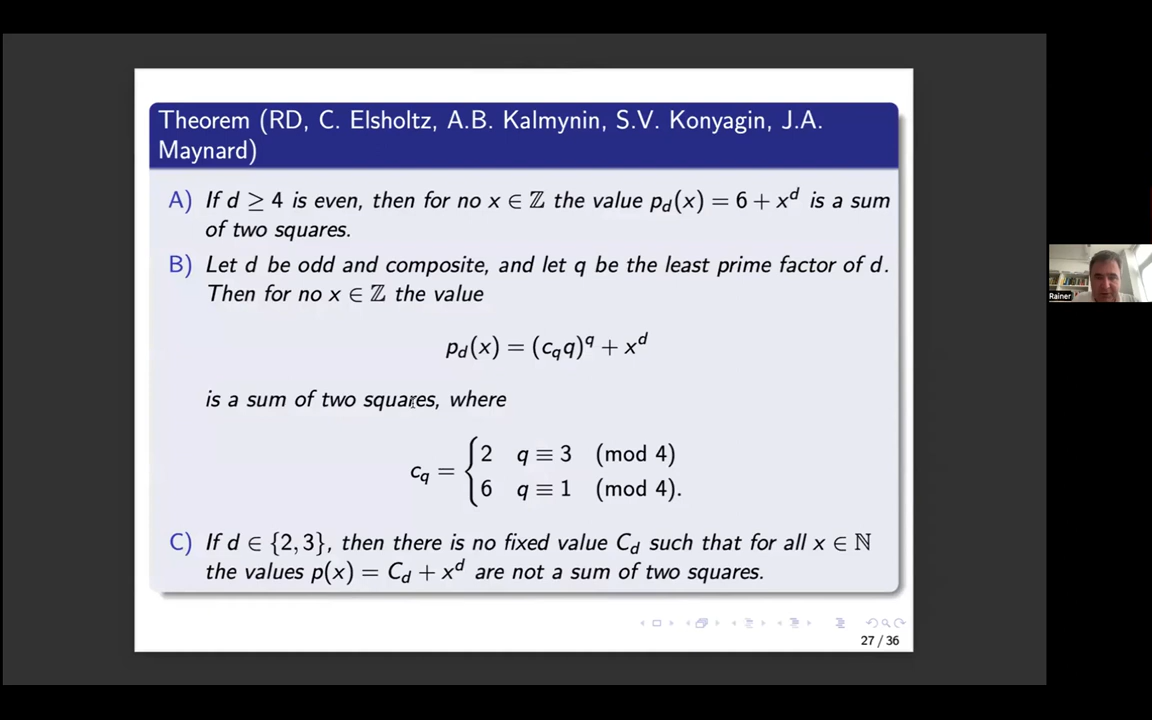 Theorem (RD, C. Elsholtz, A.B. Kalmynin, S.V. Konyagin, J.A.
Maynard)
A) If d ≥ 4 is even, then for no x ∈ ℤ the value p_d(x) = 6 + x^d is a sum
of two squares.
B) Let d be odd and composite, and let q be the least prime factor of d.
Then for no x ∈ ℤ the value
p_d(x) = (c_q q)^q + x^d
is a sum of two squares, where
c_q = { 2 q ≡ 3 (mod 4)
6 q ≡ 1 (mod 4).
C) If d ∈ {2, 3}, then there is no fixed value C_d such that for all x ∈ ℕ
the values p(x) = C_d + x^d are not a sum of two squares.
27 / 36
Rainer